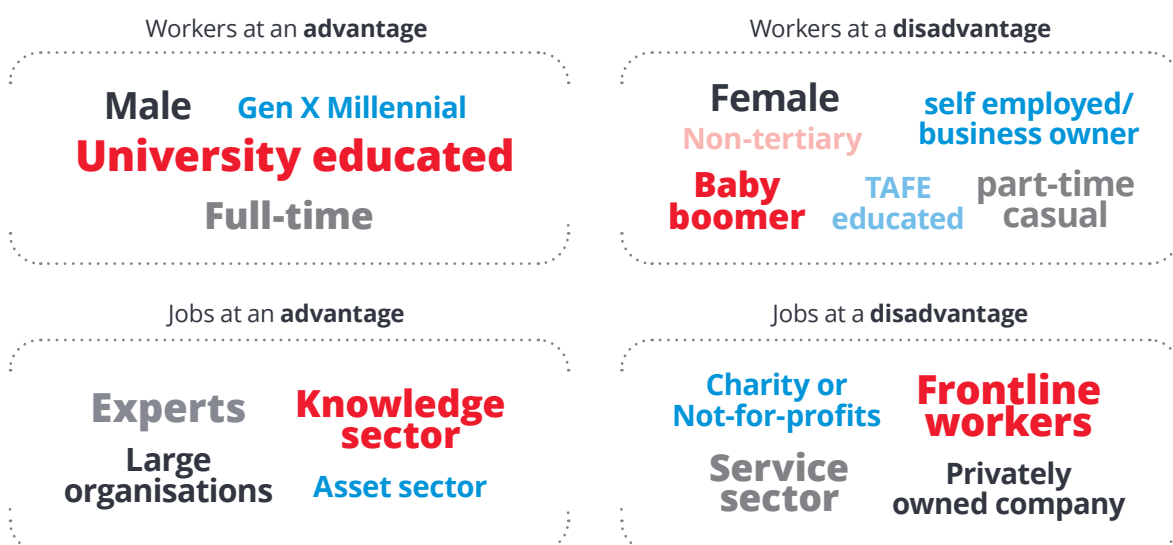 Workers at an advantage
Male
Gen X Millennial
University educated
Full-time
Workers at a disadvantage
Female
Non-tertiary
self employed/
business owner
Baby
boomer
TAFE
educated
part-time
casual
Jobs at an advantage
Experts
Knowledge
sector
Large
organisations
Asset sector
Jobs at a disadvantage
Charity or
Not-for-profits
Frontline
workers
Service
sector
Privately
owned company